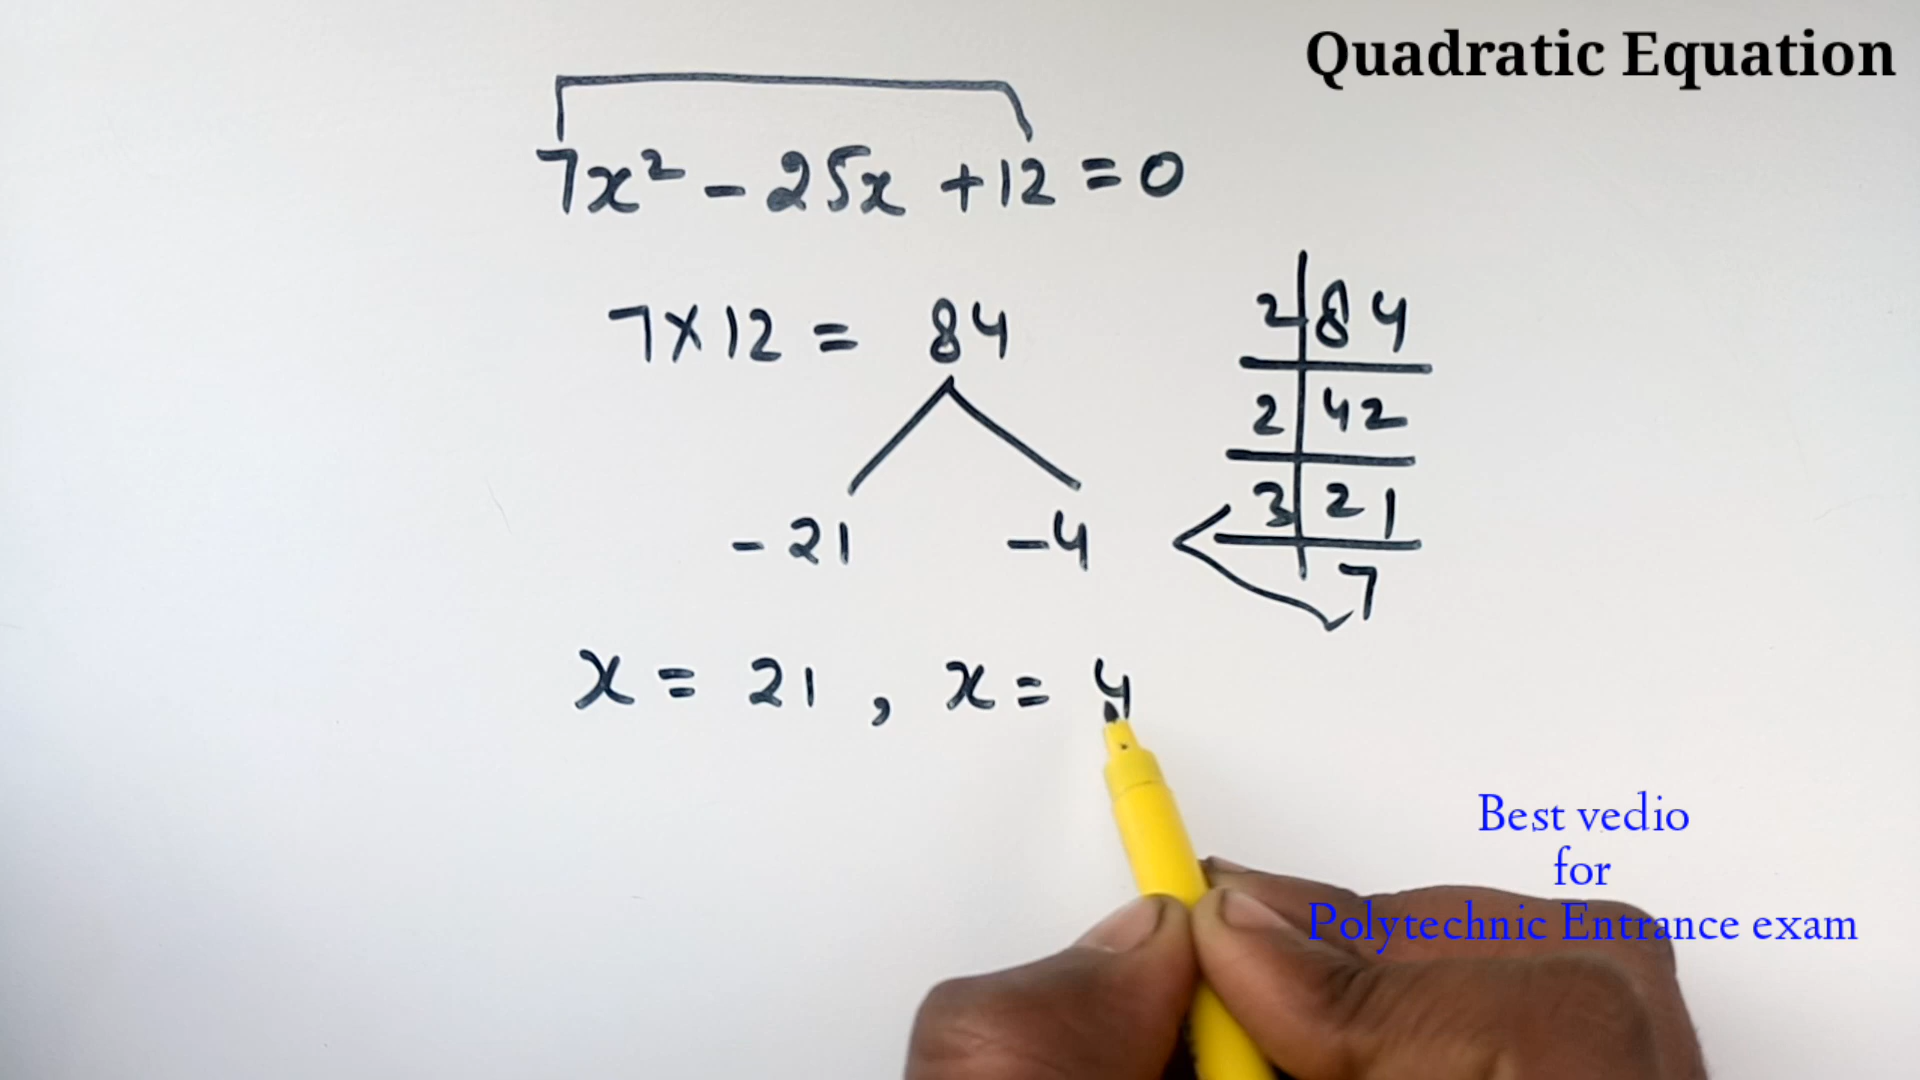 Quadratic Equation
7x² - 25x + 12 = 0
7 × 12 = 84
-21 -4
2 | 84
2 | 42
3 | 21
7
x = 21 , x = 4
Best vedio
for
Polytechnic Entrance exam